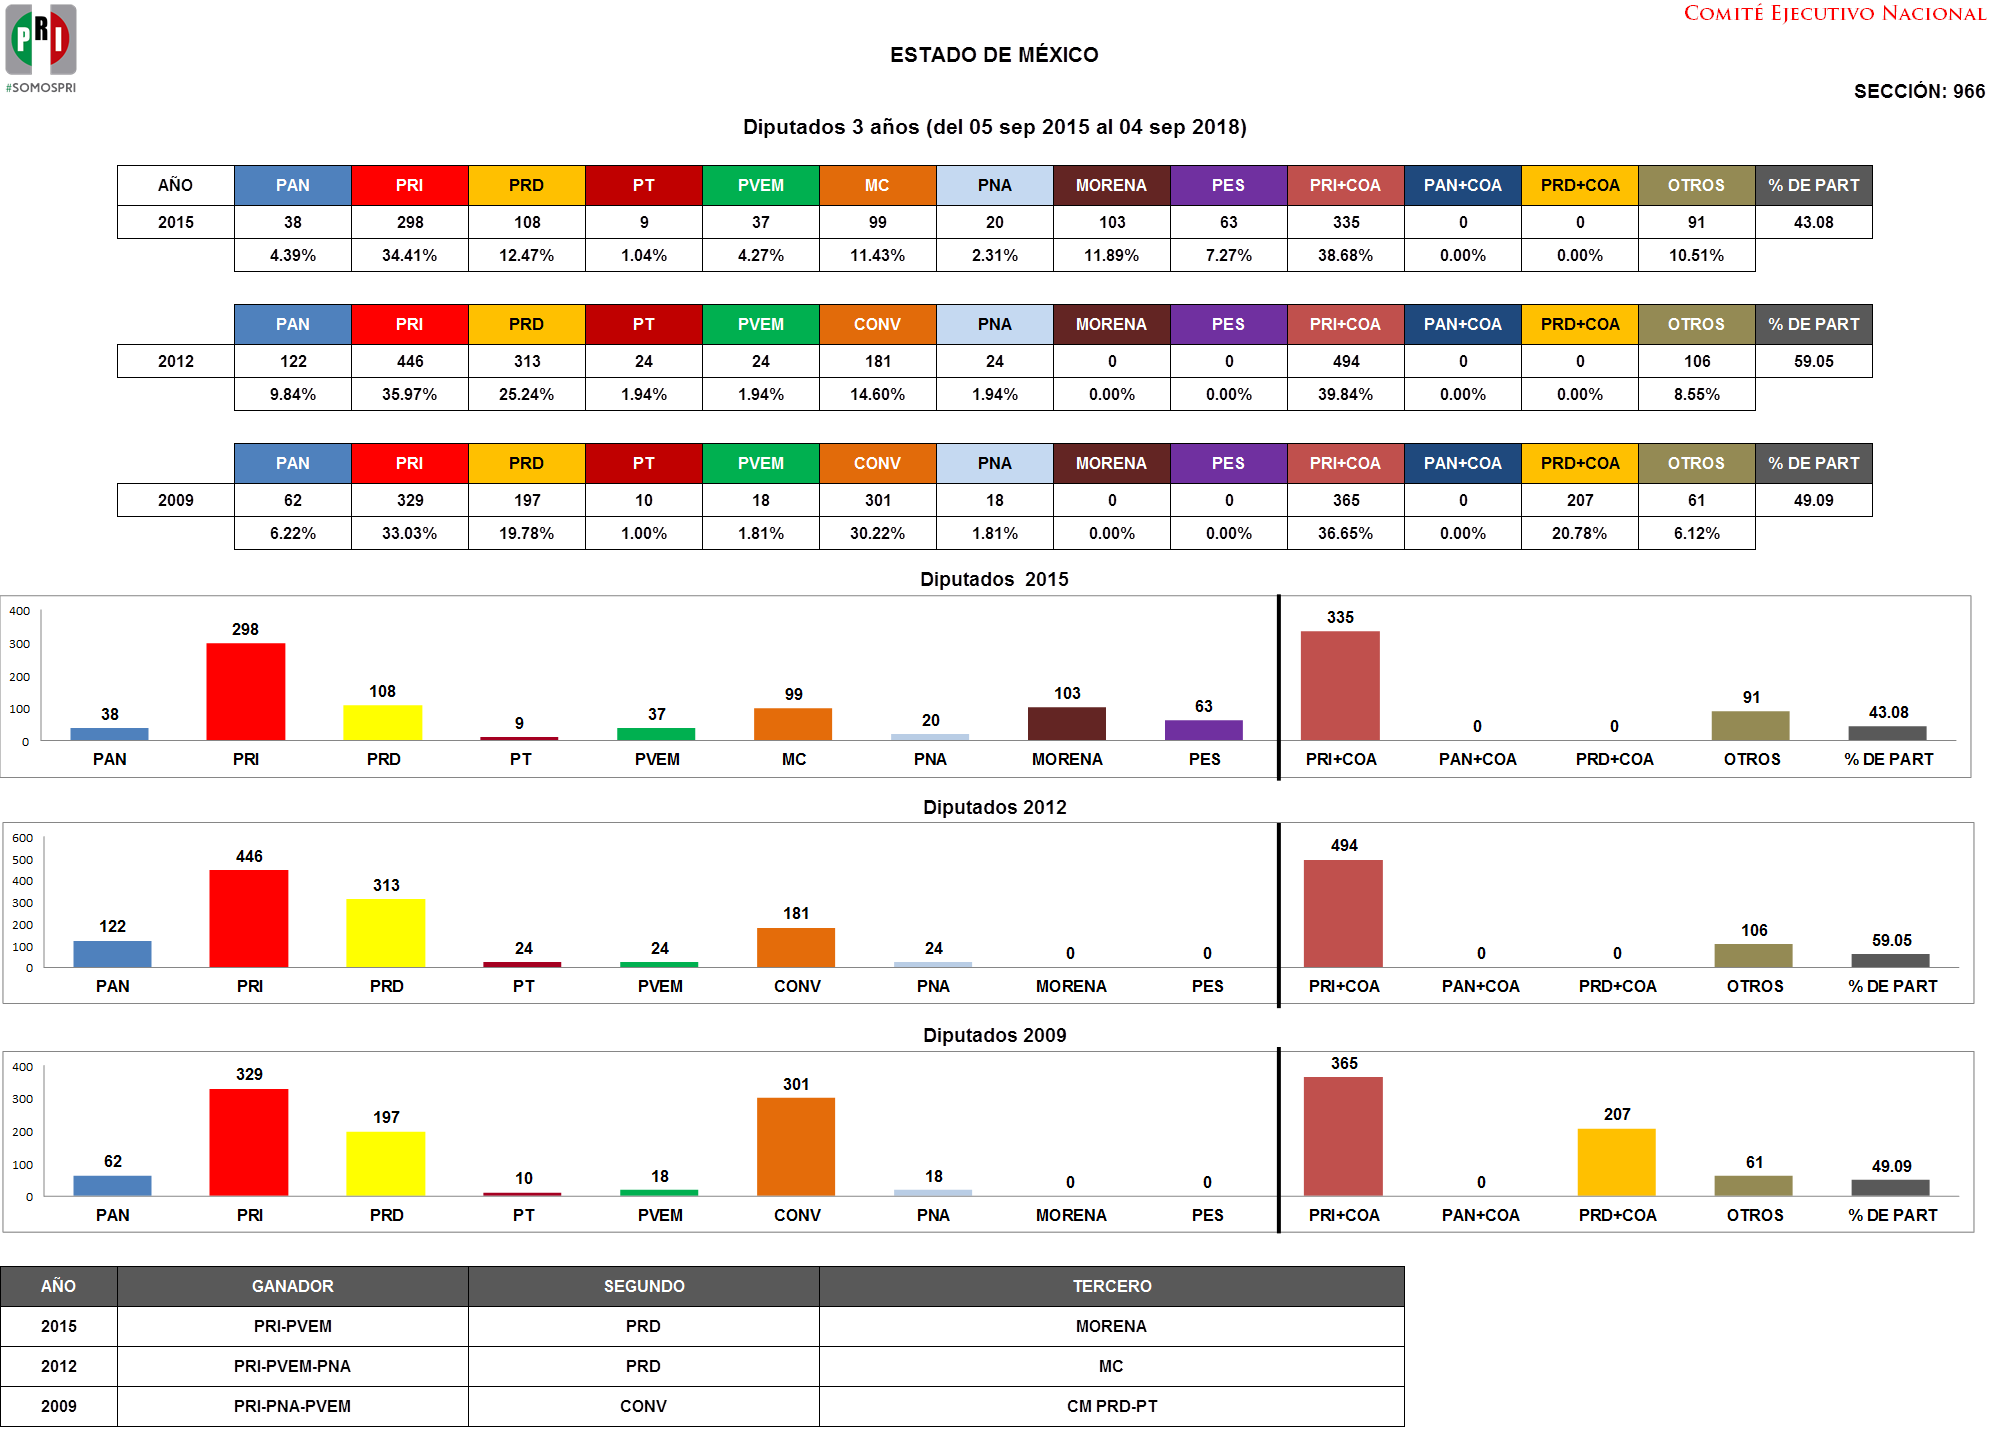 PRI
#SOMOSPRI
COMITÉ EJECUTIVO NACIONAL
ESTADO DE MÉXICO
SECCIÓN: 966
Diputados 3 años (del 05 sep 2015 al 04 sep 2018)
AÑO PAN PRI PRD PT PVEM MC PNA MORENA PES PRI+COA PAN+COA PRD+COA OTROS % DE PART
2015 38 298 108 9 37 99 20 103 63 335 0 0 91 43.08
4.39% 34.41% 12.47% 1.04% 4.27% 11.43% 2.31% 11.89% 7.27% 38.68% 0.00% 0.00% 10.51%
PAN PRI PRD PT PVEM CONV PNA MORENA PES PRI+COA PAN+COA PRD+COA OTROS % DE PART
2012 122 446 313 24 24 181 24 0 0 494 0 0 106 59.05
9.84% 35.97% 25.24% 1.94% 1.94% 14.60% 1.94% 0.00% 0.00% 39.84% 0.00% 0.00% 8.55%
PAN PRI PRD PT PVEM CONV PNA MORENA PES PRI+COA PAN+COA PRD+COA OTROS % DE PART
2009 62 329 197 10 18 301 18 0 0 365 0 207 61 49.09
6.22% 33.03% 19.78% 1.00% 1.81% 30.22% 1.81% 0.00% 0.00% 36.65% 0.00% 20.78% 6.12%
Diputados 2015
400
300
200
100
0
38 298 108 9 37 99 20 103 63 335 0 0 91 43.08
PAN PRI PRD PT PVEM MC PNA MORENA PES PRI+COA PAN+COA PRD+COA OTROS % DE PART
Diputados 2012
600
500
400
300
200
100
0
122 446 313 24 24 181 24 0 0 494 0 0 106 59.05
PAN PRI PRD PT PVEM CONV PNA MORENA PES PRI+COA PAN+COA PRD+COA OTROS % DE PART
Diputados 2009
400
300
200
100
0
62 329 197 10 18 301 18 0 0 365 0 207 61 49.09
PAN PRI PRD PT PVEM CONV PNA MORENA PES PRI+COA PAN+COA PRD+COA OTROS % DE PART
AÑO GANADOR SEGUNDO TERCERO
2015 PRI-PVEM PRD MORENA
2012 PRI-PVEM-PNA PRD MC
2009 PRI-PNA-PVEM CONV CM PRD-PT